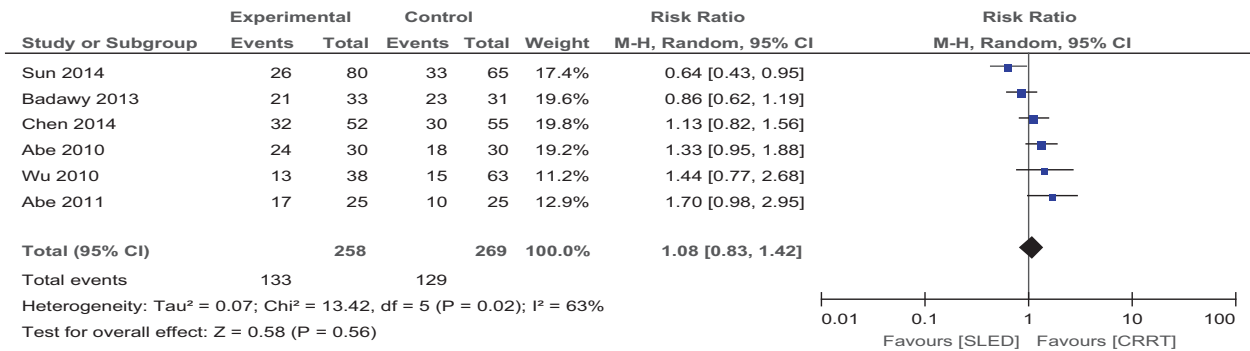 Experimental Control Risk Ratio Risk Ratio
Study or Subgroup Events Total Events Total Weight M-H, Random, 95% CI M-H, Random, 95% CI
Sun 2014 26 80 33 65 17.4% 0.64 [0.43, 0.95]
Badawy 2013 21 33 23 31 19.6% 0.86 [0.62, 1.19]
Chen 2014 32 52 30 55 19.8% 1.13 [0.82, 1.56]
Abe 2010 24 30 18 30 19.2% 1.33 [0.95, 1.88]
Wu 2010 13 38 15 63 11.2% 1.44 [0.77, 2.68]
Abe 2011 17 25 10 25 12.9% 1.70 [0.98, 2.95]
Total (95% CI) 258 269 100.0% 1.08 [0.83, 1.42]
Total events 133 129
Heterogeneity: Tau² = 0.07; Chi² = 13.42, df = 5 (P = 0.02); I² = 63%
Test for overall effect: Z = 0.58 (P = 0.56)
0.01 0.1 1 10 100
Favours [SLED] Favours [CRRT]